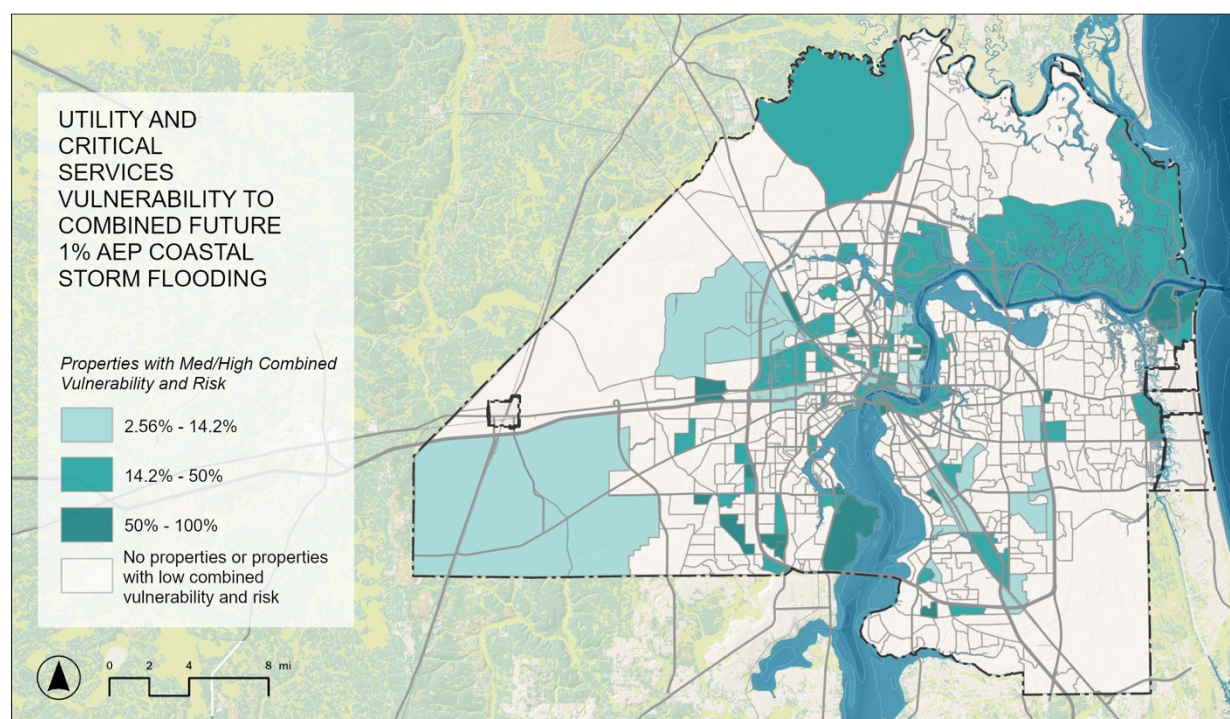 UTILITY AND
CRITICAL
SERVICES
VULNERABILITY TO
COMBINED FUTURE
1% AEP COASTAL
STORM FLOODING
Properties with Med/High Combined
Vulnerability and Risk
2.56% - 14.2%
14.2% - 50%
50% - 100%
No properties or properties
with low combined
vulnerability and risk
0 2 4 8 mi